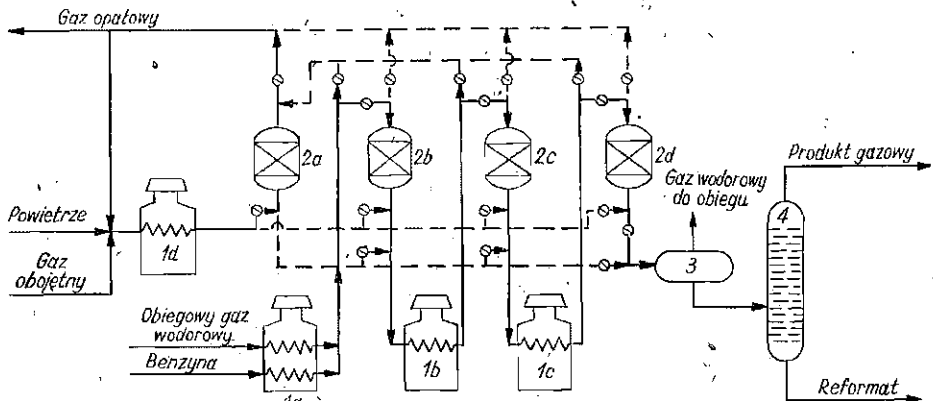 Gaz opałowy
2a
2b
2c
2d
Produkt gazowy
Gaz wodorowy
do obiegu
Powietrze
1d
4
Gaz
obojętny
3
Obiegowy gaz
wodorowy
Benzyna
1b
1c
1a
Reformat